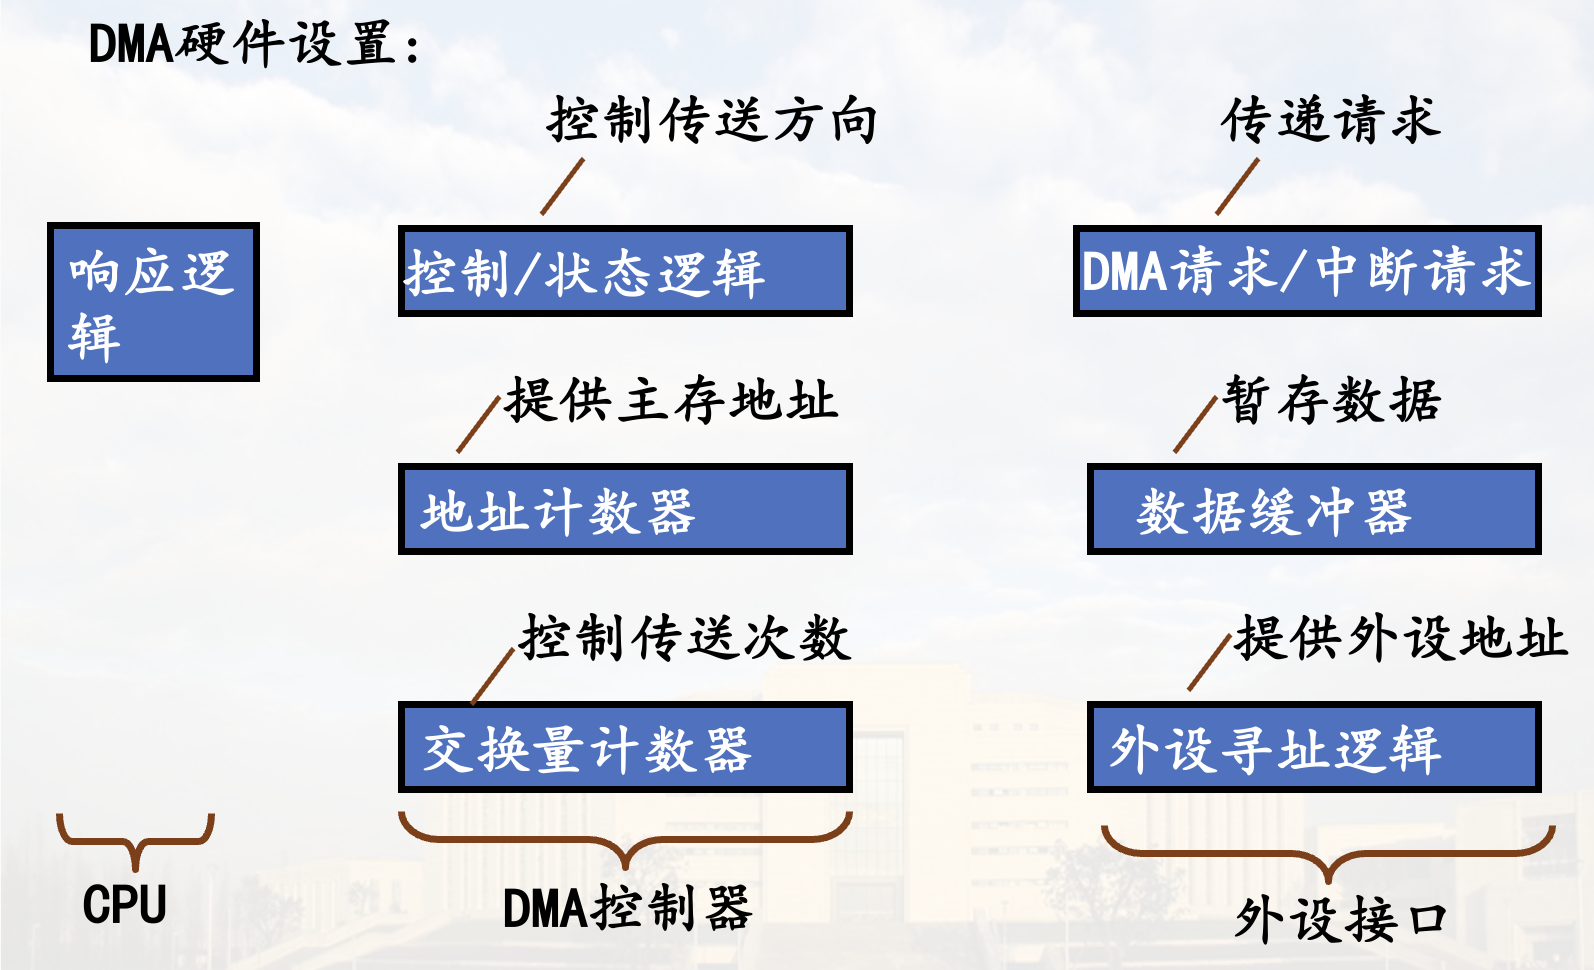 DMA硬件设置：
控制传送方向
传递请求
响应逻
辑
控制/状态逻辑
DMA请求/中断请求
提供主存地址
暂存数据
地址计数器
数据缓冲器
控制传送次数
提供外设地址
交换量计数器
外设寻址逻辑
CPU
DMA控制器
外设接口